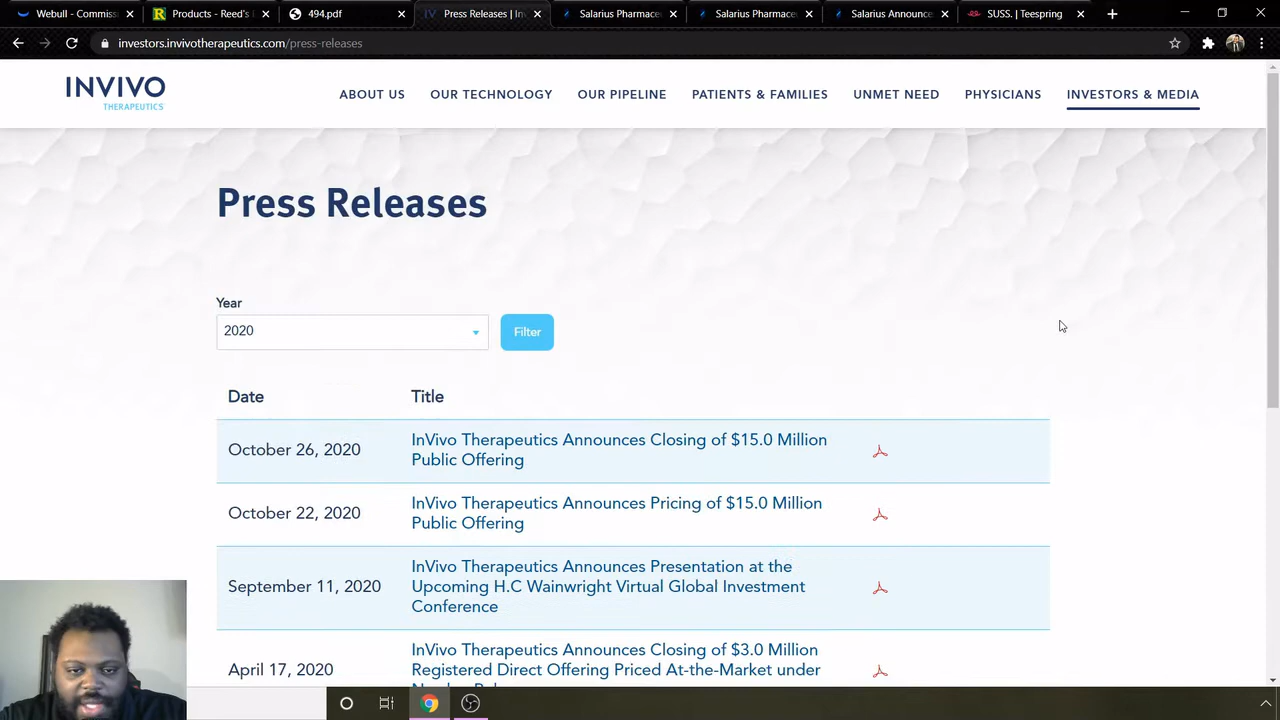 Webull - Commiss
Products - Reed's
494.pdf
Press Releases | In
Salarius Pharmace
Salarius Pharmace
Salarius Announce
SUSS. | Teespring
investors.invivotherapeutics.com/press-releases
INVIVO
THERAPEUTICS
ABOUT US
OUR TECHNOLOGY
OUR PIPELINE
PATIENTS & FAMILIES
UNMET NEED
PHYSICIANS
INVESTORS & MEDIA
Press Releases
Year
2020
Filter
Date
Title
October 26, 2020
InVivo Therapeutics Announces Closing of $15.0 Million
Public Offering
October 22, 2020
InVivo Therapeutics Announces Pricing of $15.0 Million
Public Offering
September 11, 2020
InVivo Therapeutics Announces Presentation at the
Upcoming H.C Wainwright Virtual Global Investment
Conference
April 17, 2020
InVivo Therapeutics Announces Closing of $3.0 Million
Registered Direct Offering Priced At-the-Market under